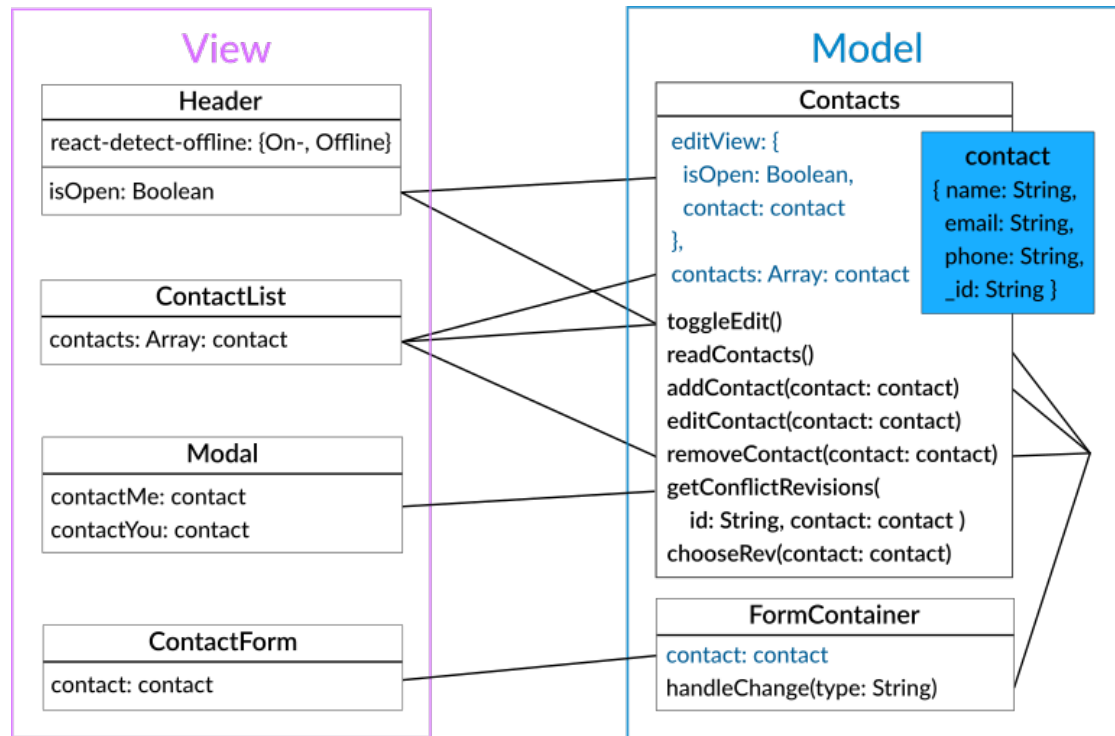 View
Header
react-detect-offline: {On-, Offline}
isOpen: Boolean
ContactList
contacts: Array: contact
Modal
contactMe: contact
contactYou: contact
ContactForm
contact: contact
Model
Contacts
editView: {
isOpen: Boolean,
contact: contact
},
contacts: Array: contact
toggleEdit()
readContacts()
addContact(contact: contact)
editContact(contact: contact)
removeContact(contact: contact)
getConflictRevisions(
id: String, contact: contact )
chooseRev(contact: contact)
contact
{ name: String,
email: String,
phone: String,
_id: String }
FormContainer
contact: contact
handleChange(type: String)